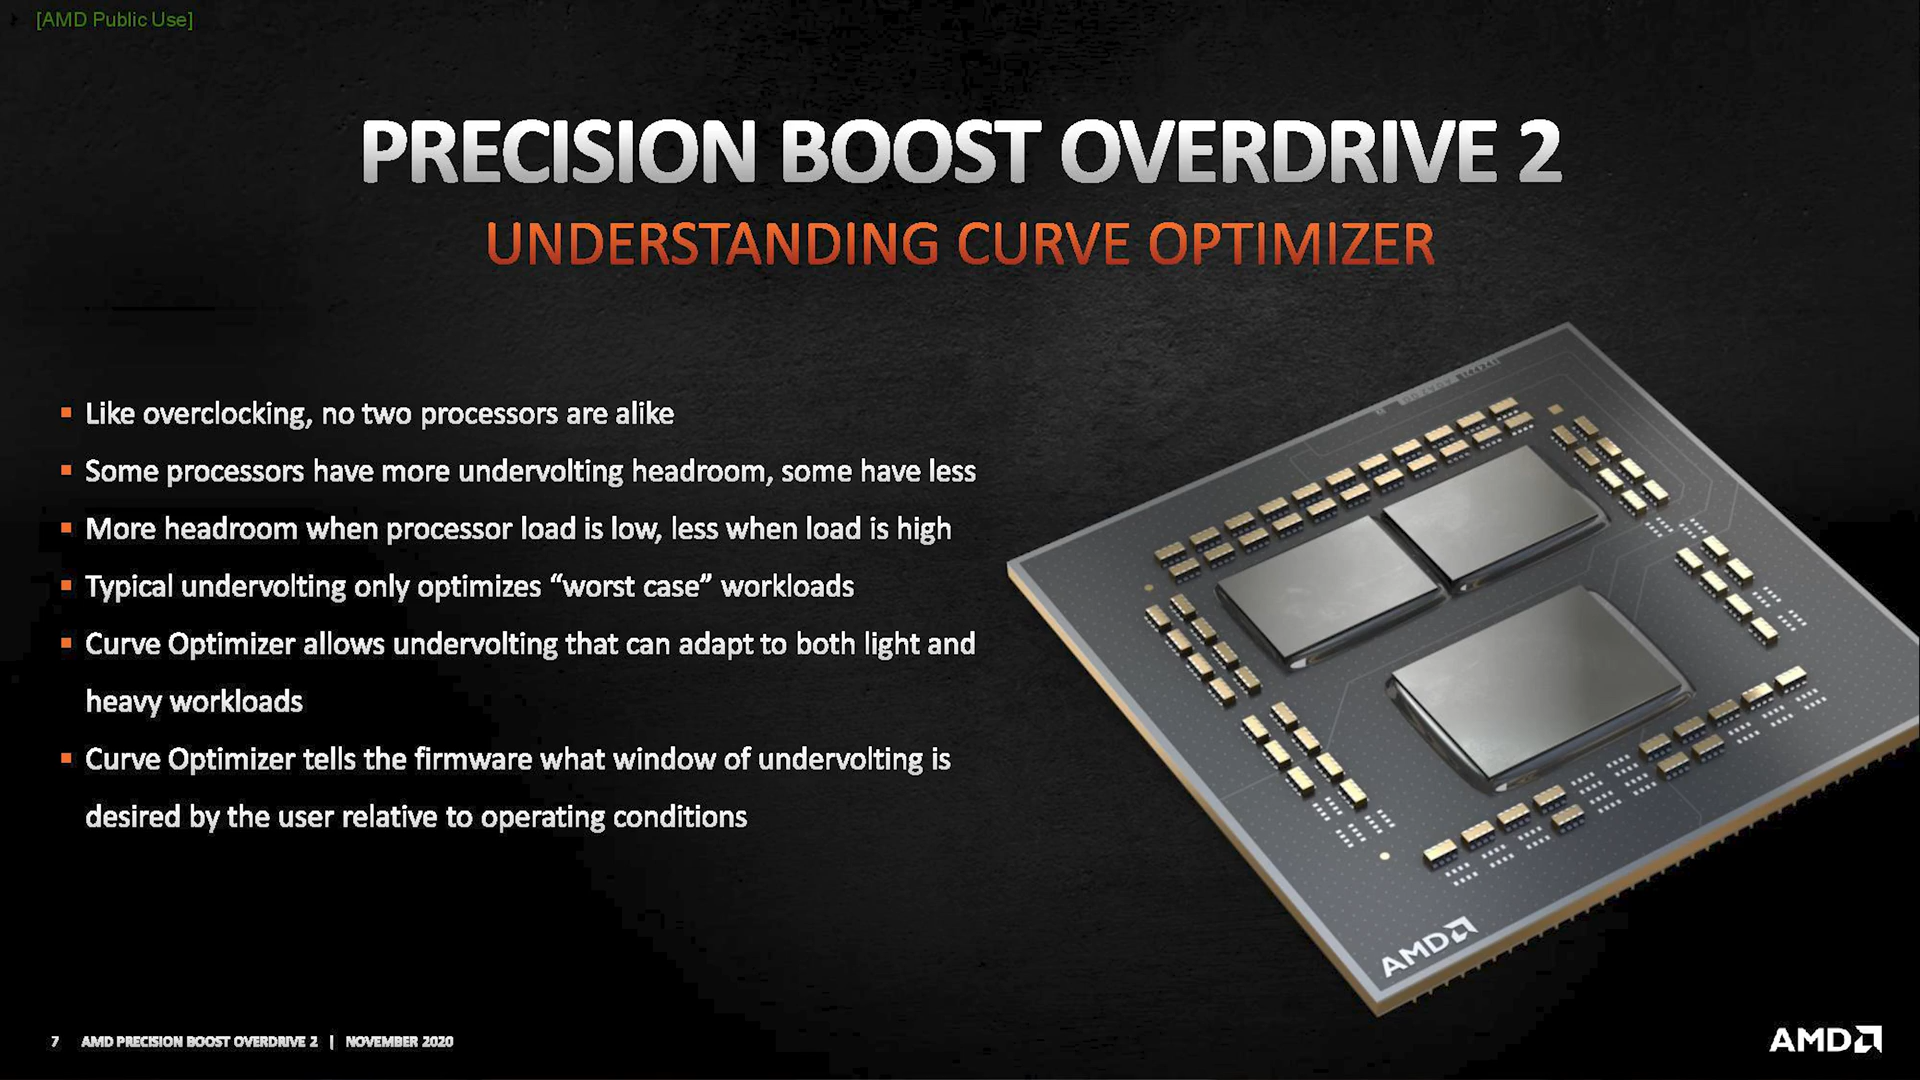 [AMD Public Use]
PRECISION BOOST OVERDRIVE 2
UNDERSTANDING CURVE OPTIMIZER
Like overclocking, no two processors are alike
Some processors have more undervolting headroom, some have less
More headroom when processor load is low, less when load is high
Typical undervolting only optimizes “worst case” workloads
Curve Optimizer allows undervolting that can adapt to both light and
heavy workloads
Curve Optimizer tells the firmware what window of undervolting is
desired by the user relative to operating conditions
AMD
7 AMD PRECISION BOOST OVERDRIVE 2 | NOVEMBER 2020
AMD